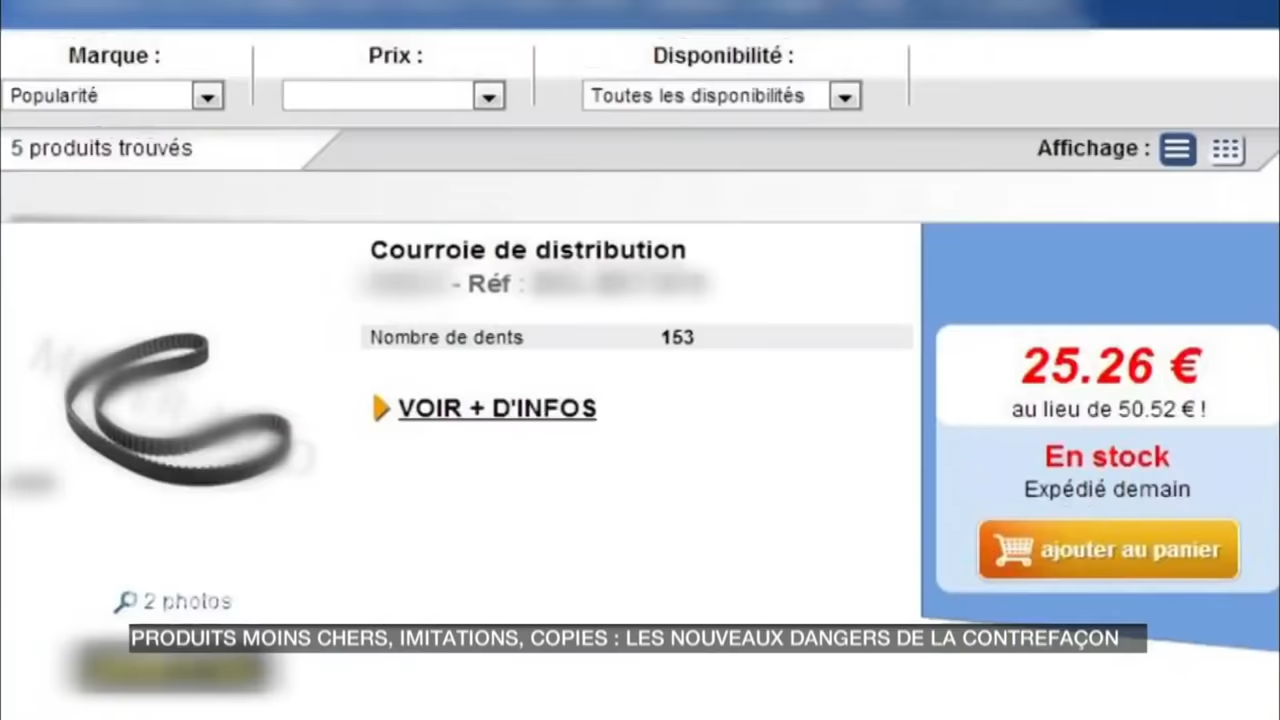 Marque :
Prix :
Disponibilité :
Popularité
Toutes les disponibilités
5 produits trouvés
Affichage :
Courroie de distribution
- Réf :
Nombre de dents 153
VOIR + D'INFOS
25.26 €
au lieu de 50.52 € !
En stock
Expédié demain
ajouter au panier
2 photos
PRODUITS MOINS CHERS, IMITATIONS, COPIES : LES NOUVEAUX DANGERS DE LA CONTREFAÇON